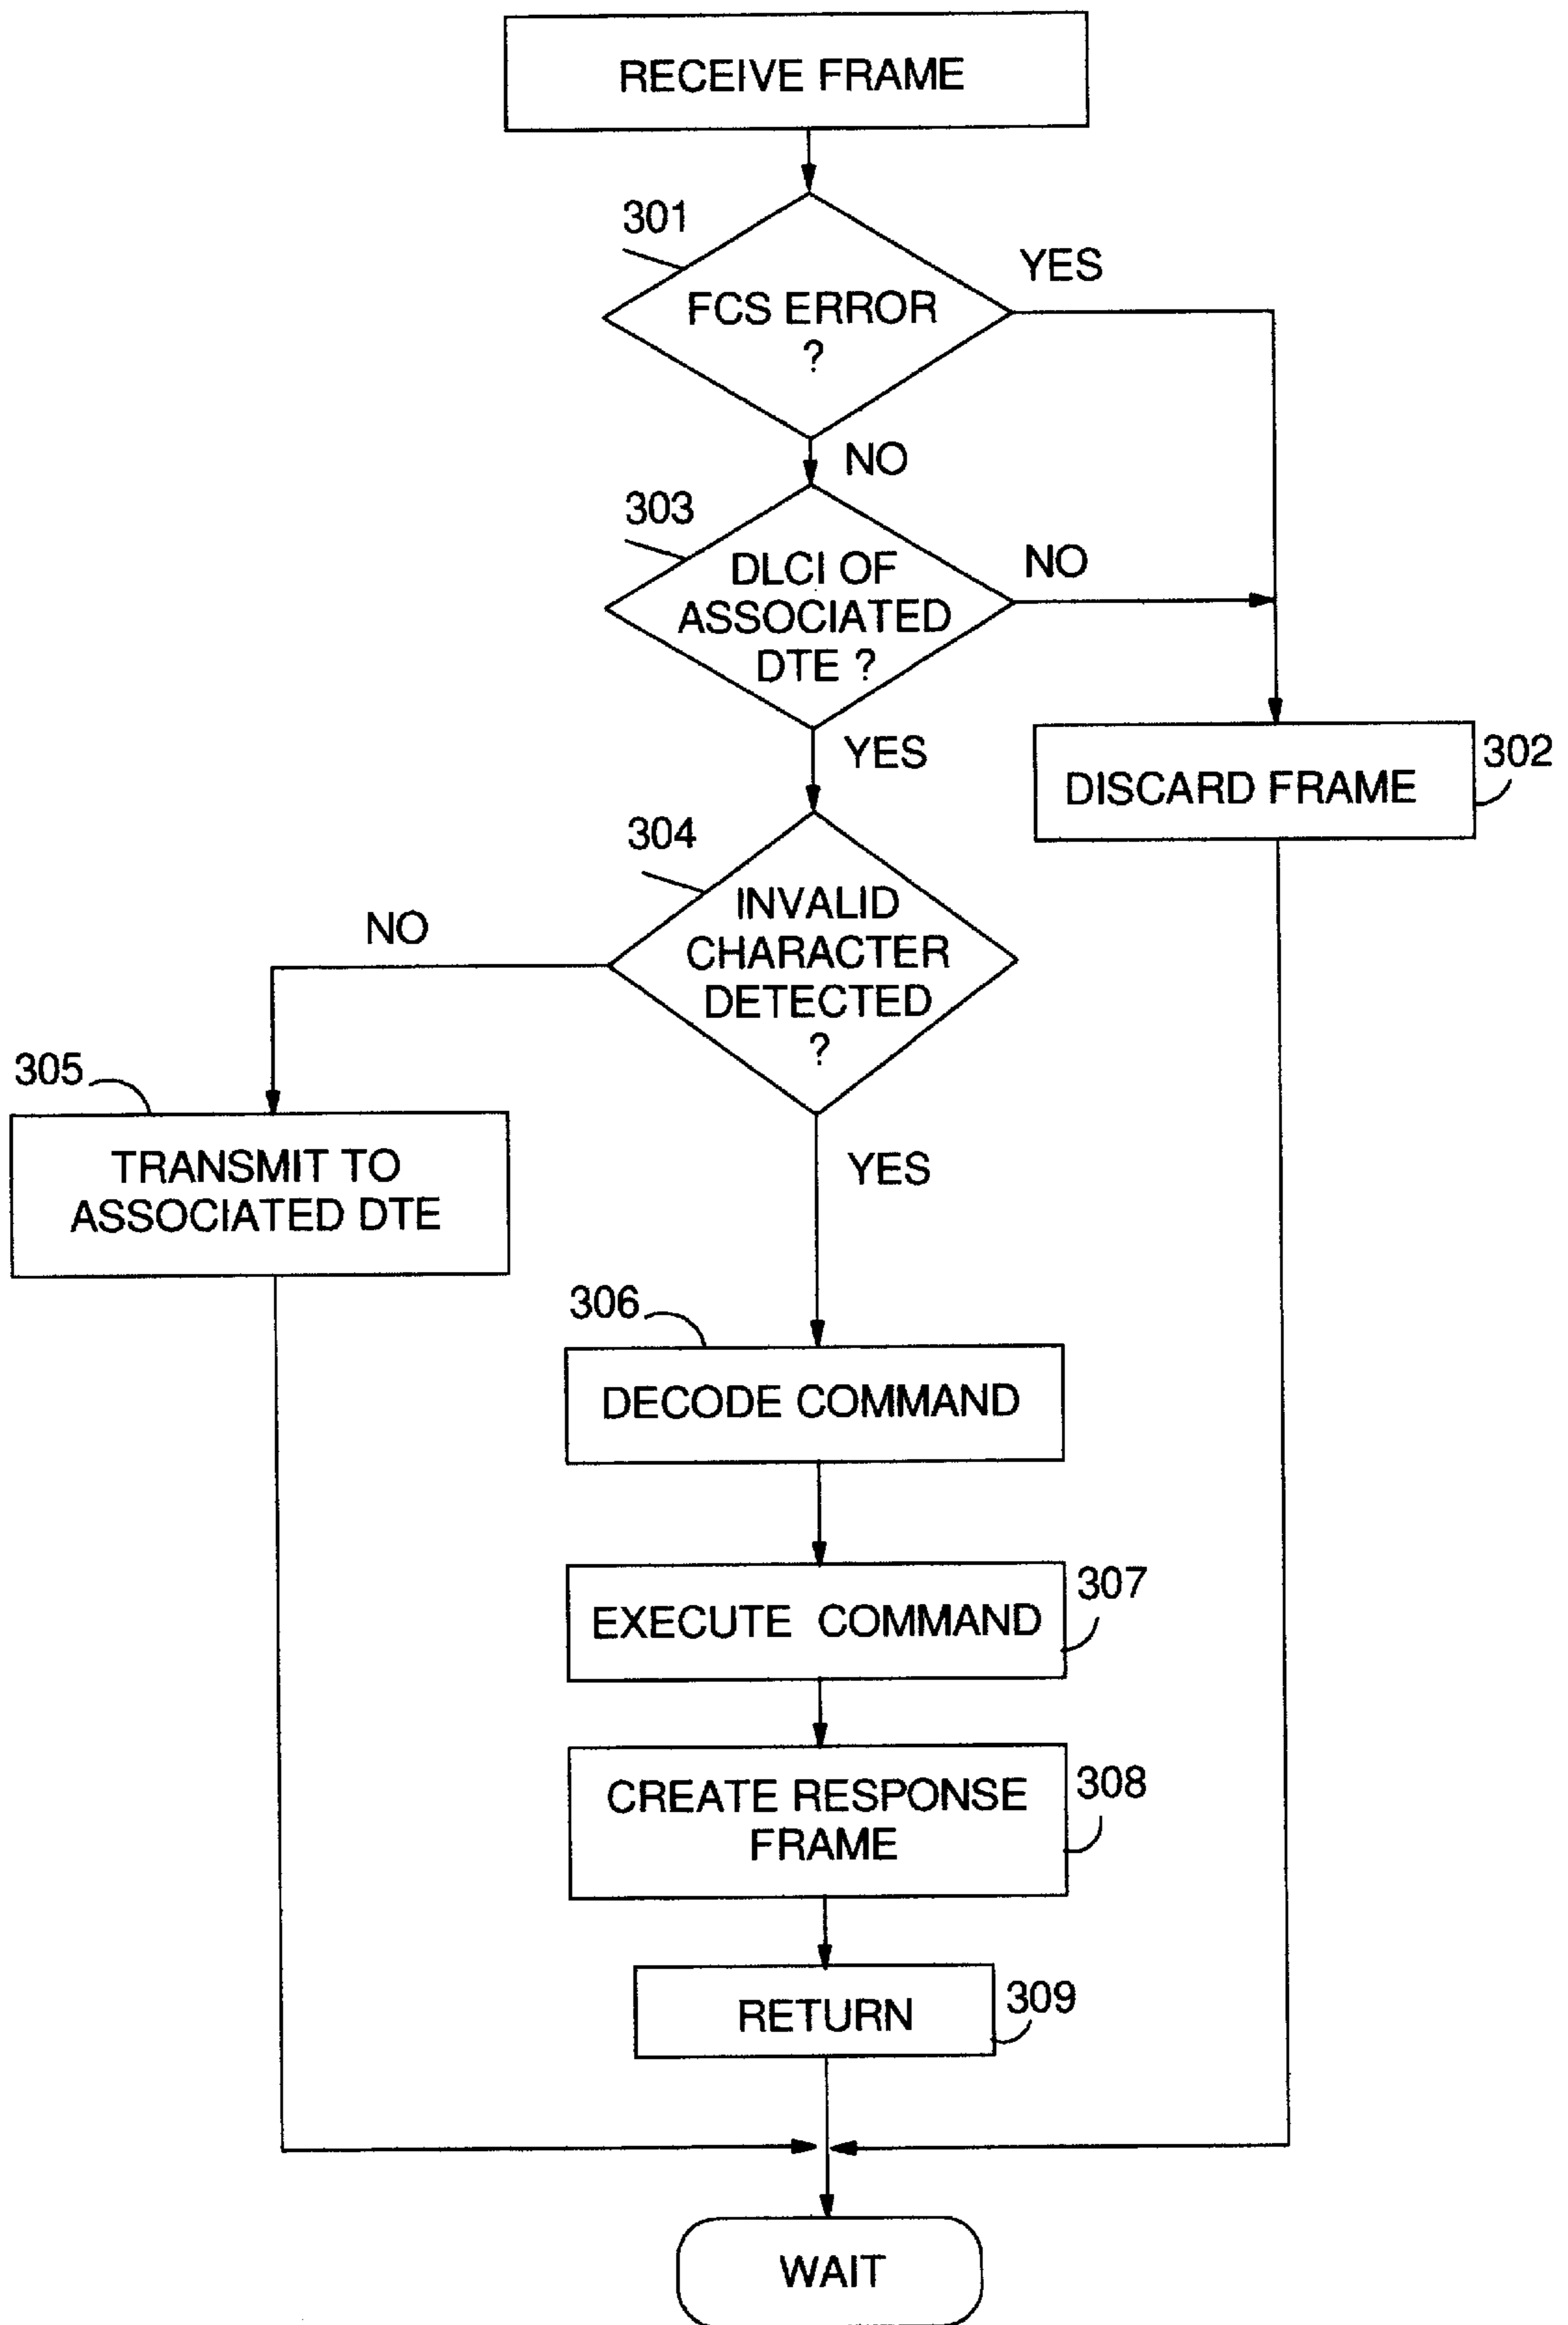 RECEIVE FRAME
301
YES
FCS ERROR
?
NO
303
DLCI OF
ASSOCIATED
DTE ?
NO
YES
302
DISCARD FRAME
304
INVALID
CHARACTER
DETECTED
?
NO
305
TRANSMIT TO
ASSOCIATED DTE
YES
306
DECODE COMMAND
307
EXECUTE COMMAND
308
CREATE RESPONSE
FRAME
309
RETURN
WAIT